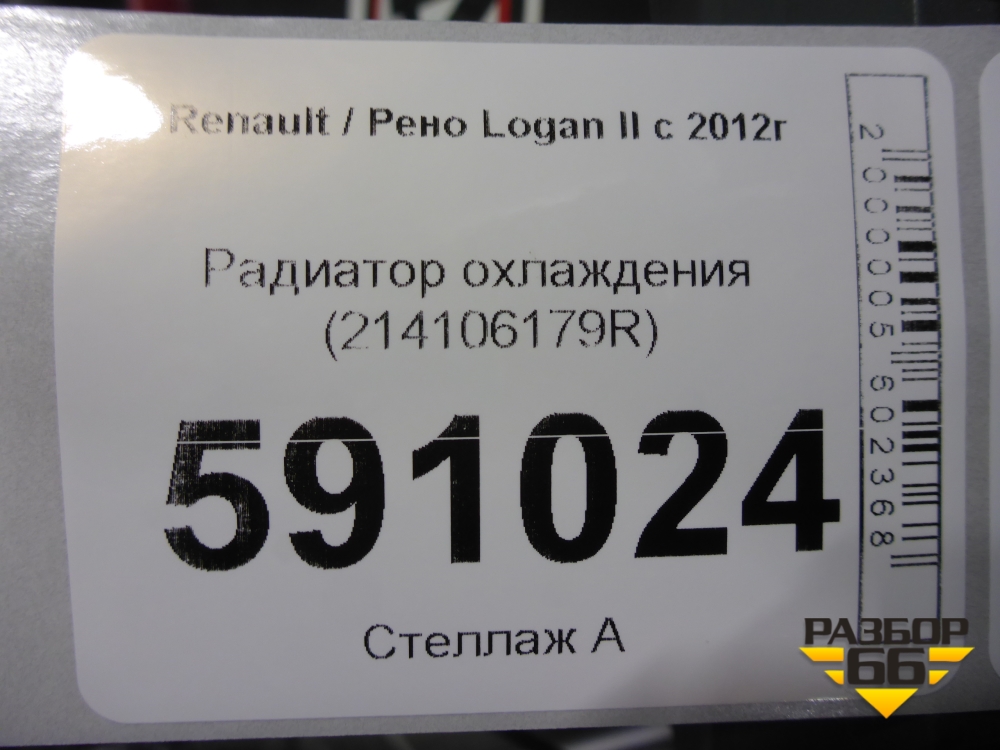 Renault / Рено Logan II с 2012г
Радиатор охлаждения
(214106179R)
591024
Стеллаж А
2000005602368
РАЗБОР
66